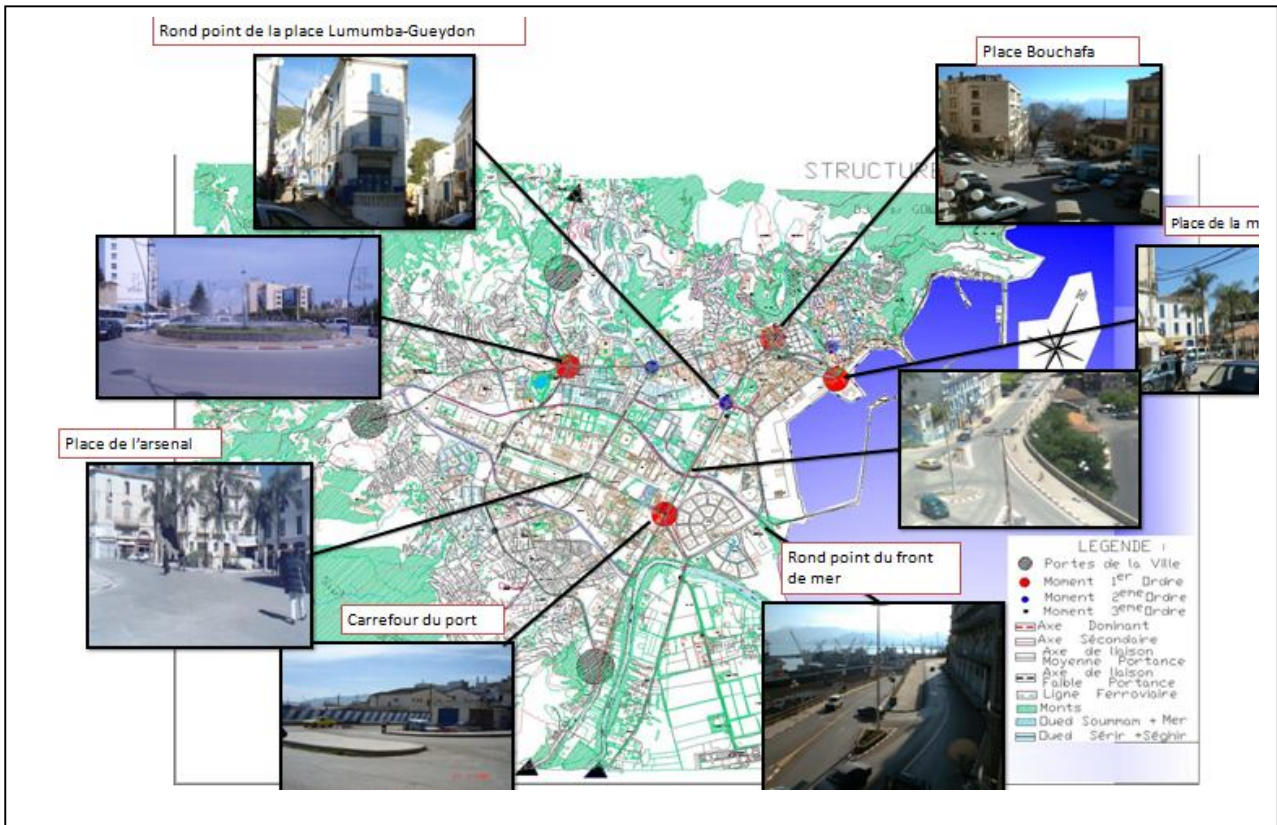 Rond point de la place Lumumba-Gueydon
Place Bouchafa
STRUCTURE
Place de la m
Place de l'arsenal
Rond point du front
de mer
Carrefour du port
LEGENDE :
Portes de la Ville
Moment 1er Ordre
Moment 2eme Ordre
Moment 3eme Ordre
Axe Dominant
Axe Sécondaire
Axe de liaison
Moyenne Portance
Axe de liaison
Faible Portance
Ligne Ferroviaire
Monts
Oued Soummam + Mer
Oued Sérir +Séghir